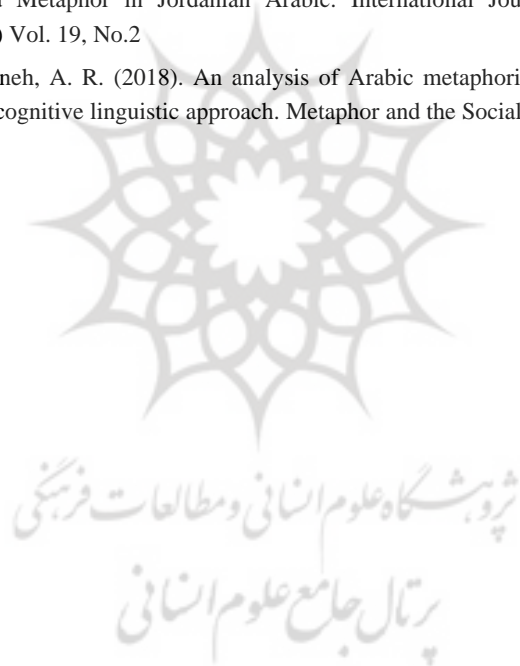 Metaphor in Jordanian Arabic. International Jou
) Vol. 19, No.2
neh, A. R. (2018). An analysis of Arabic metaphori
cognitive linguistic approach. Metaphor and the Social
پژوهشگاه علوم انسانی و مطالعات فرهنگی
پرتال جامع علوم انسانی